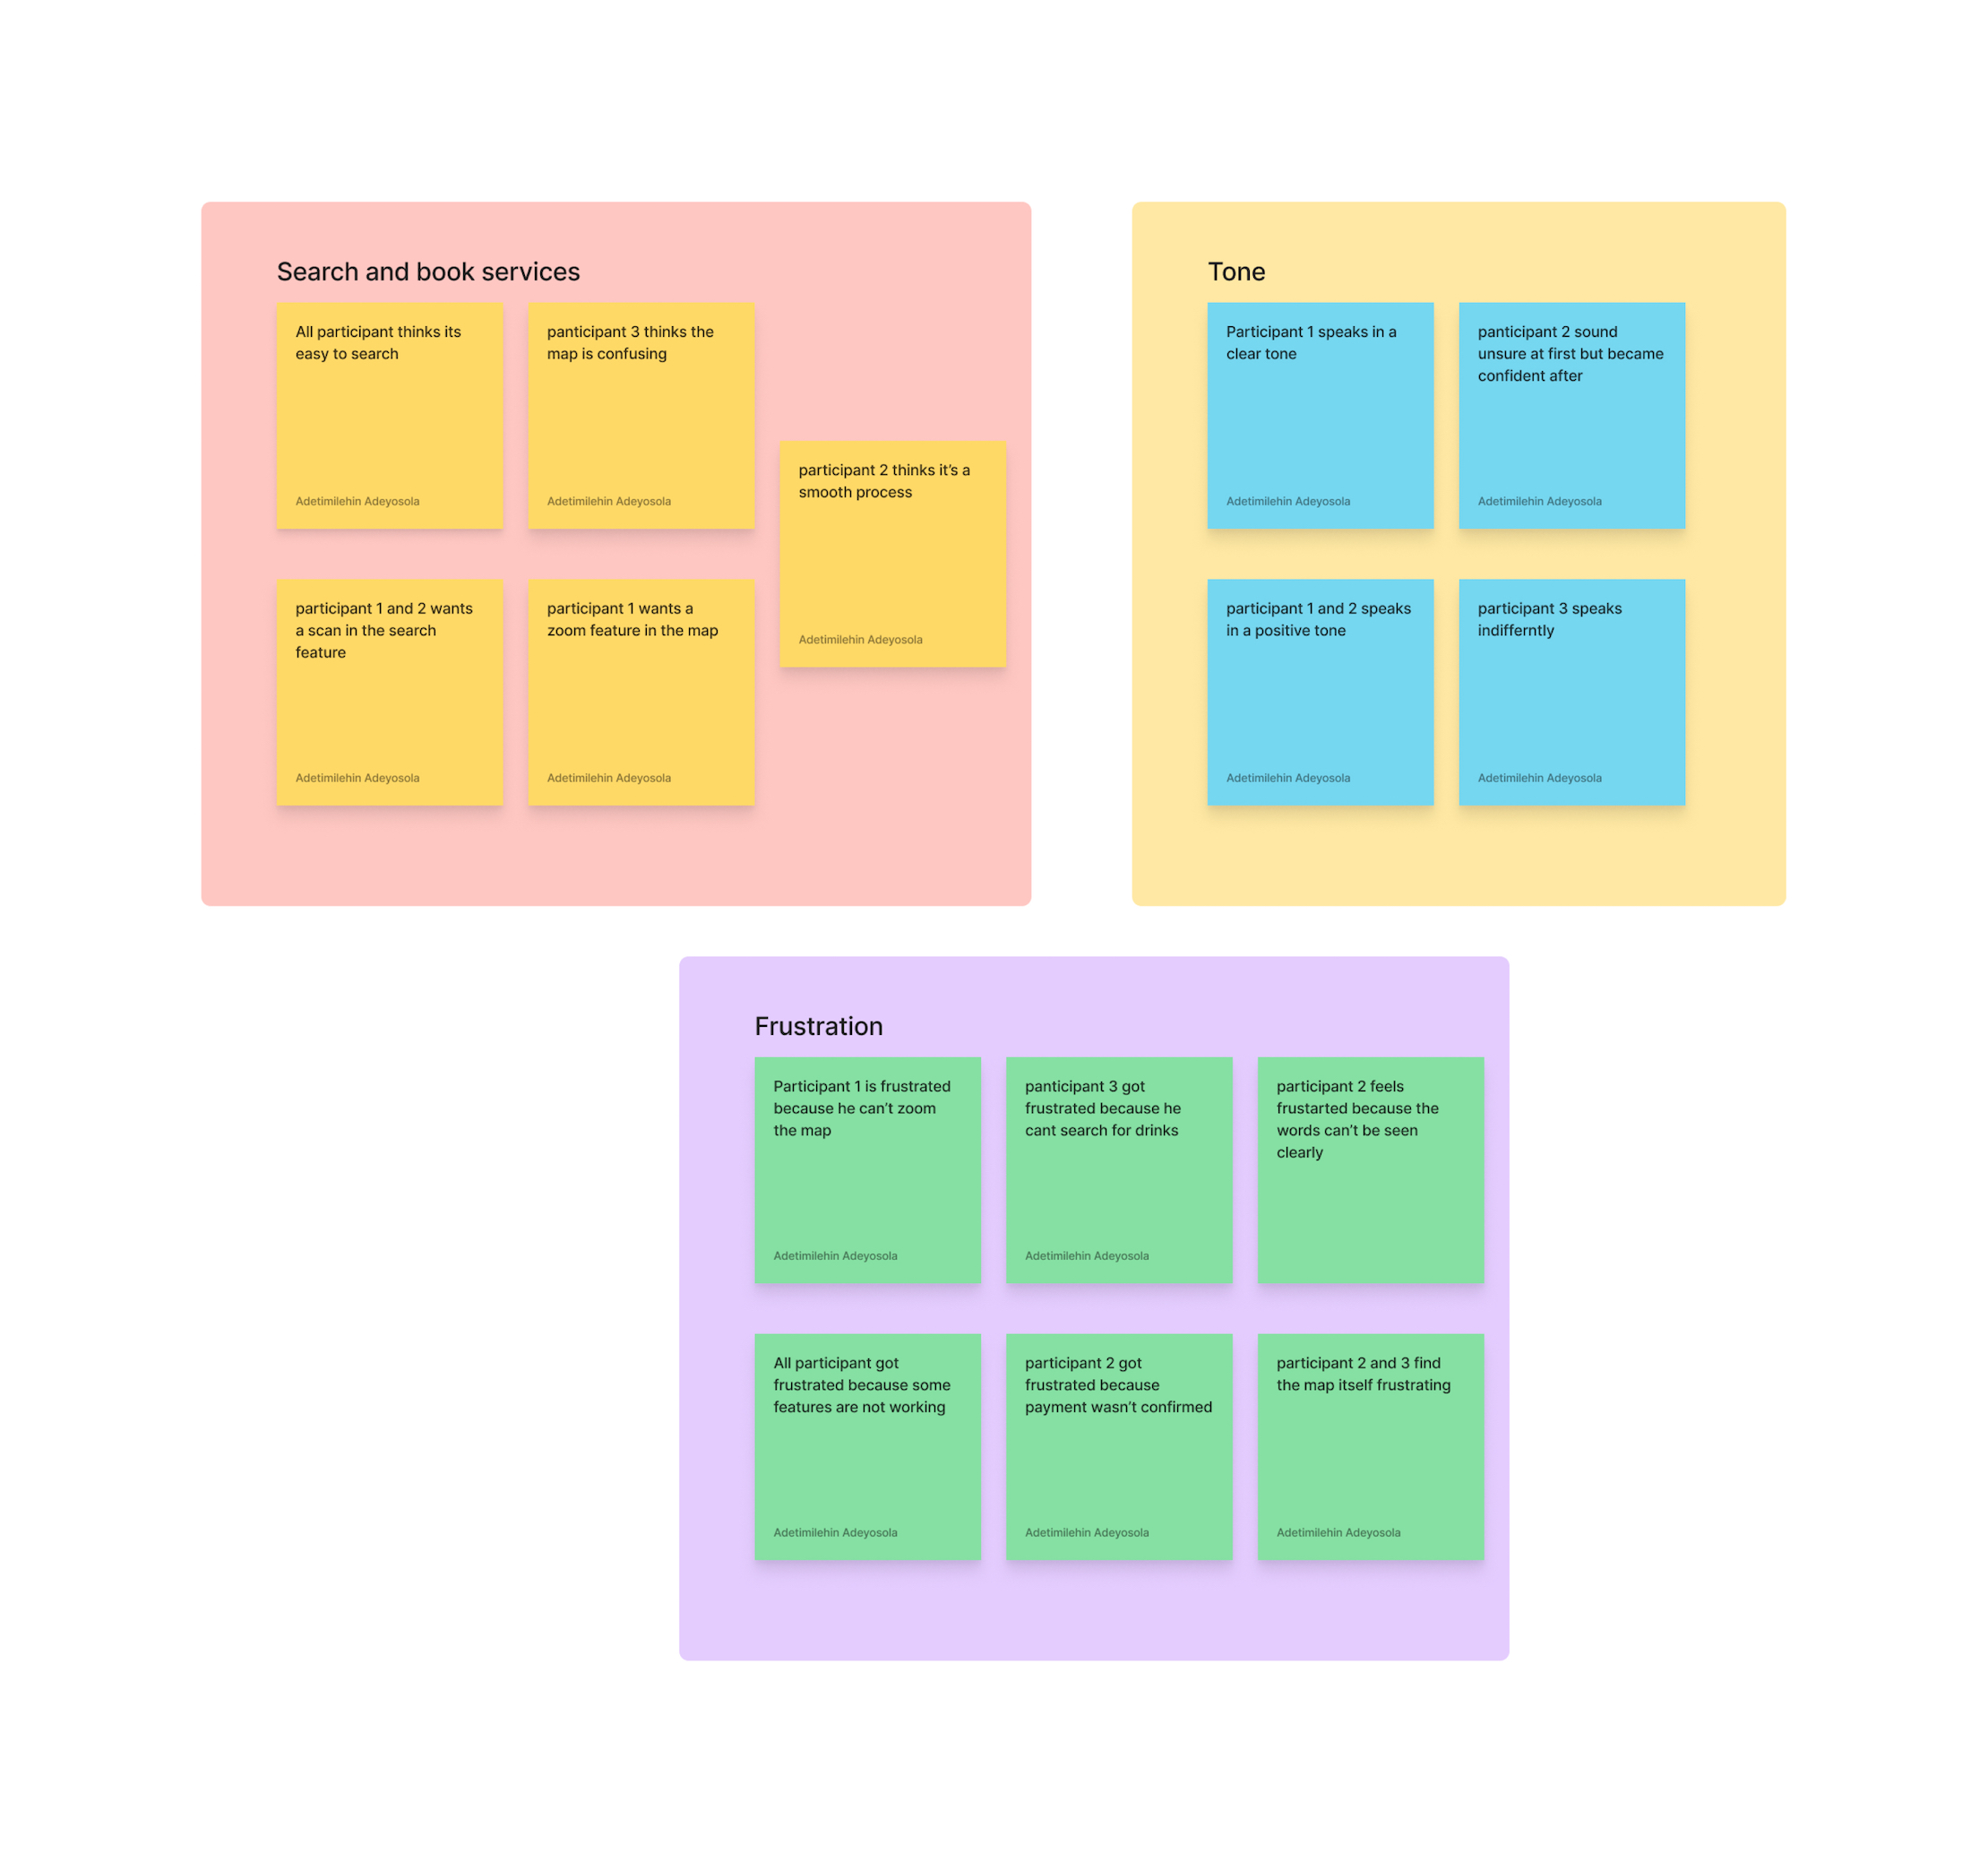 Search and book services
All participant thinks its
easy to search
Adetimilehin Adeyosola
panticipant 3 thinks the
map is confusing
Adetimilehin Adeyosola
participant 2 thinks it’s a
smooth process
Adetimilehin Adeyosola
participant 1 and 2 wants
a scan in the search
feature
Adetimilehin Adeyosola
participant 1 wants a
zoom feature in the map
Adetimilehin Adeyosola
Tone
Participant 1 speaks in a
clear tone
Adetimilehin Adeyosola
panticipant 2 sound
unsure at first but became
confident after
Adetimilehin Adeyosola
participant 1 and 2 speaks
in a positive tone
Adetimilehin Adeyosola
participant 3 speaks
indifferntly
Adetimilehin Adeyosola
Frustration
Participant 1 is frustrated
because he can’t zoom
the map
Adetimilehin Adeyosola
panticipant 3 got
frustrated because he
cant search for drinks
Adetimilehin Adeyosola
participant 2 feels
frustarted because the
words can’t be seen
clearly
All participant got
frustrated because some
features are not working
Adetimilehin Adeyosola
participant 2 got
frustrated because
payment wasn’t confirmed
Adetimilehin Adeyosola
participant 2 and 3 find
the map itself frustrating
Adetimilehin Adeyosola